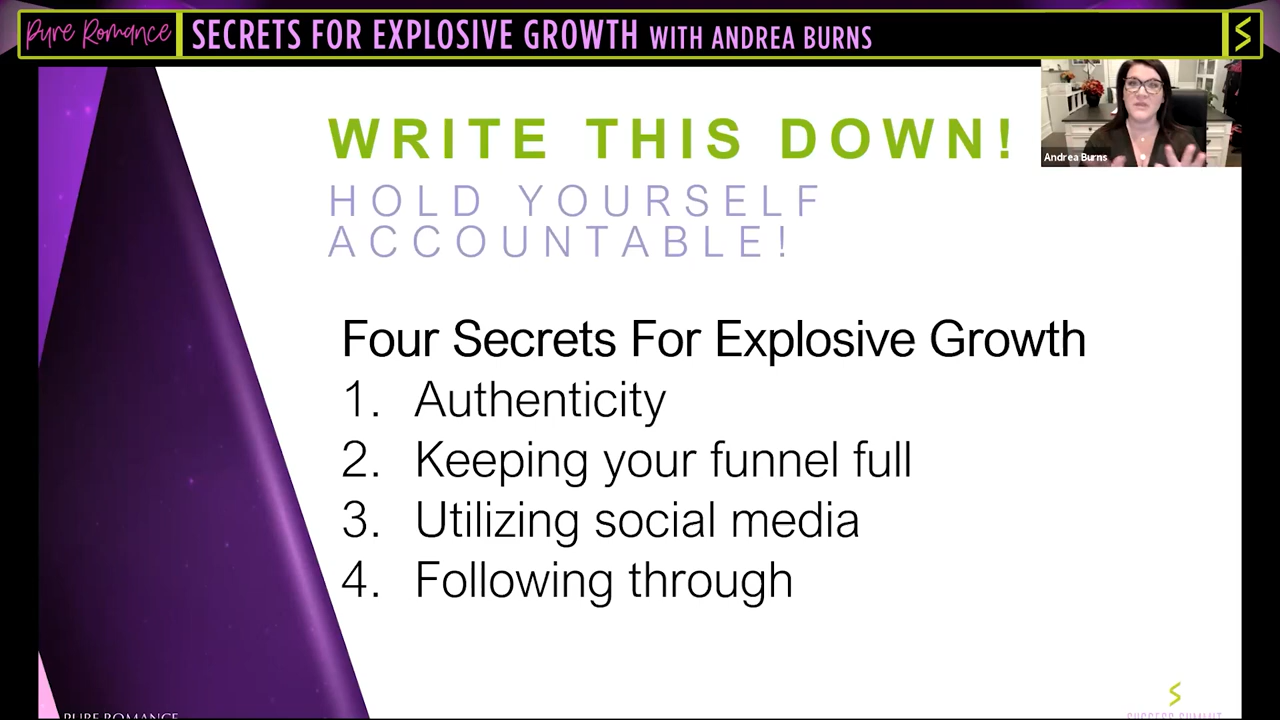 Pure Romance SECRETS FOR EXPLOSIVE GROWTH WITH ANDREA BURNS
Andrea Burns
WRITE THIS DOWN!
HOLD YOURSELF
ACCOUNTABLE!
Four Secrets For Explosive Growth
1. Authenticity
2. Keeping your funnel full
3. Utilizing social media
4. Following through
PURE ROMANCE
SUCCESS SUMMIT